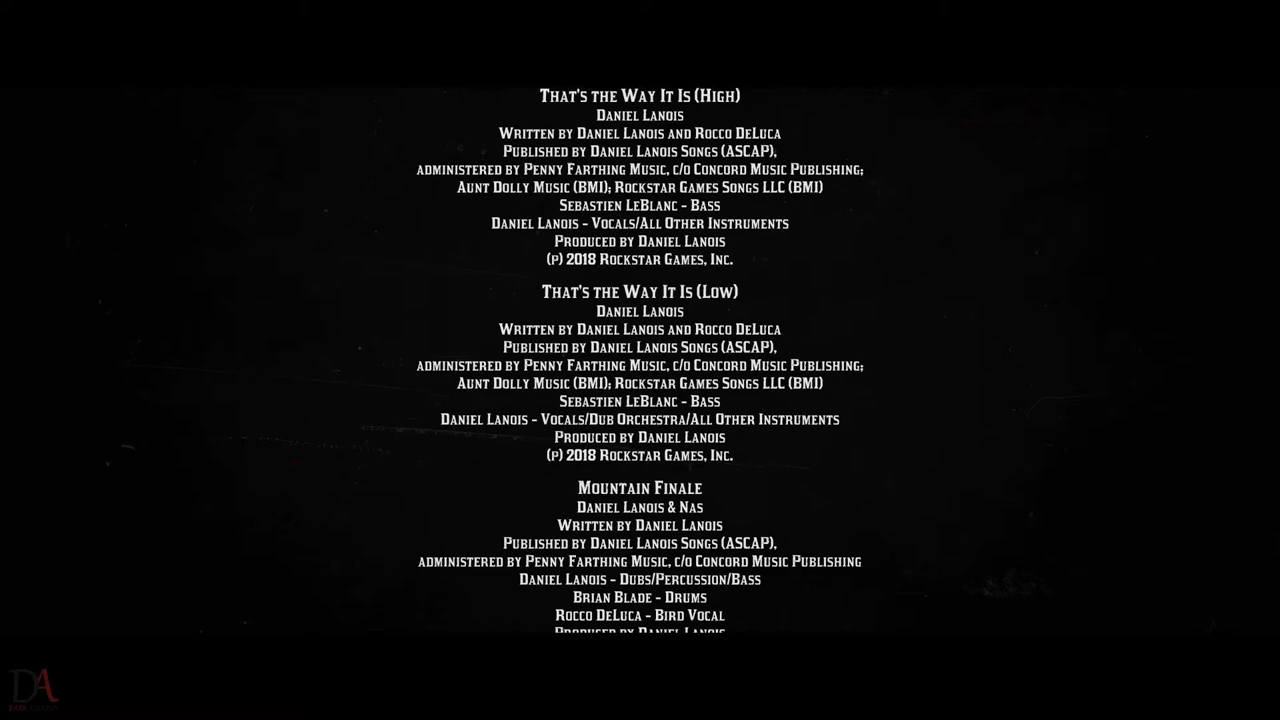 That's the Way It Is (High)
Daniel Lanois
Written by Daniel Lanois and Rocco DeLuca
Published by Daniel Lanois Songs (ASCAP),
administered by Penny Farthing Music, c/o Concord Music Publishing;
Aunt Dolly Music (BMI); Rockstar Games Songs LLC (BMI)
Sebastien LeBlanc - Bass
Daniel Lanois - Vocals/All Other Instruments
Produced by Daniel Lanois
(P) 2018 Rockstar Games, Inc.
That's the Way It Is (Low)
Daniel Lanois
Written by Daniel Lanois and Rocco DeLuca
Published by Daniel Lanois Songs (ASCAP),
administered by Penny Farthing Music, c/o Concord Music Publishing;
Aunt Dolly Music (BMI); Rockstar Games Songs LLC (BMI)
Sebastien LeBlanc - Bass
Daniel Lanois - Vocals/Dub Orchestra/All Other Instruments
Produced by Daniel Lanois
(P) 2018 Rockstar Games, Inc.
Mountain Finale
Daniel Lanois & Nas
Written by Daniel Lanois
Published by Daniel Lanois Songs (ASCAP),
administered by Penny Farthing Music, c/o Concord Music Publishing
Daniel Lanois - Dubs/Percussion/Bass
Brian Blade - Drums
Rocco DeLuca - Bird Vocal
Produced by Daniel Lanois
DA
DARK